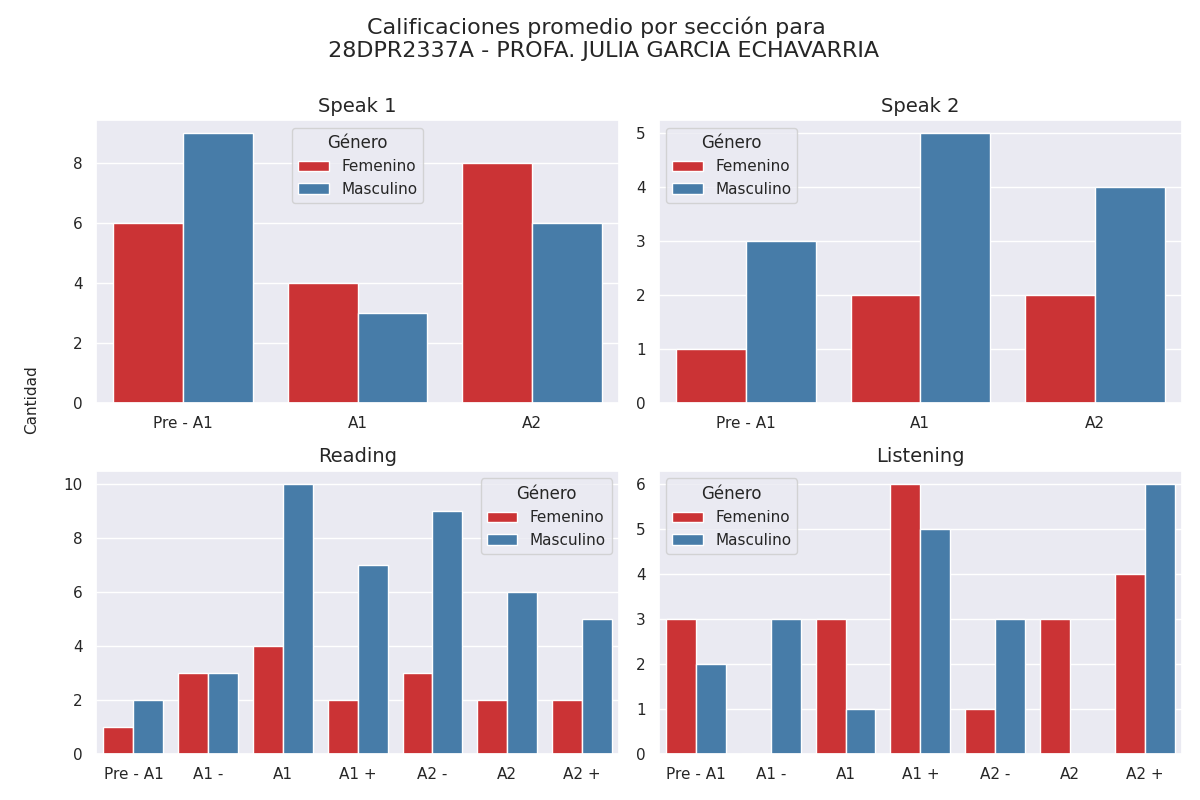 Calificaciones promedio por sección para
28DPR2337A - PROFA. JULIA GARCIA ECHAVARRIA
Cantidad
Speak 1
Género
Femenino
Masculino
8
6
4
2
0
Pre - A1 A1 A2
Speak 2
Género
Femenino
Masculino
5
4
3
2
1
0
Pre - A1 A1 A2
Reading
Género
Femenino
Masculino
10
8
6
4
2
0
Pre - A1 A1 - A1 A1 + A2 - A2 A2 +
Listening
Género
Femenino
Masculino
6
5
4
3
2
1
0
Pre - A1 A1 - A1 A1 + A2 - A2 A2 +